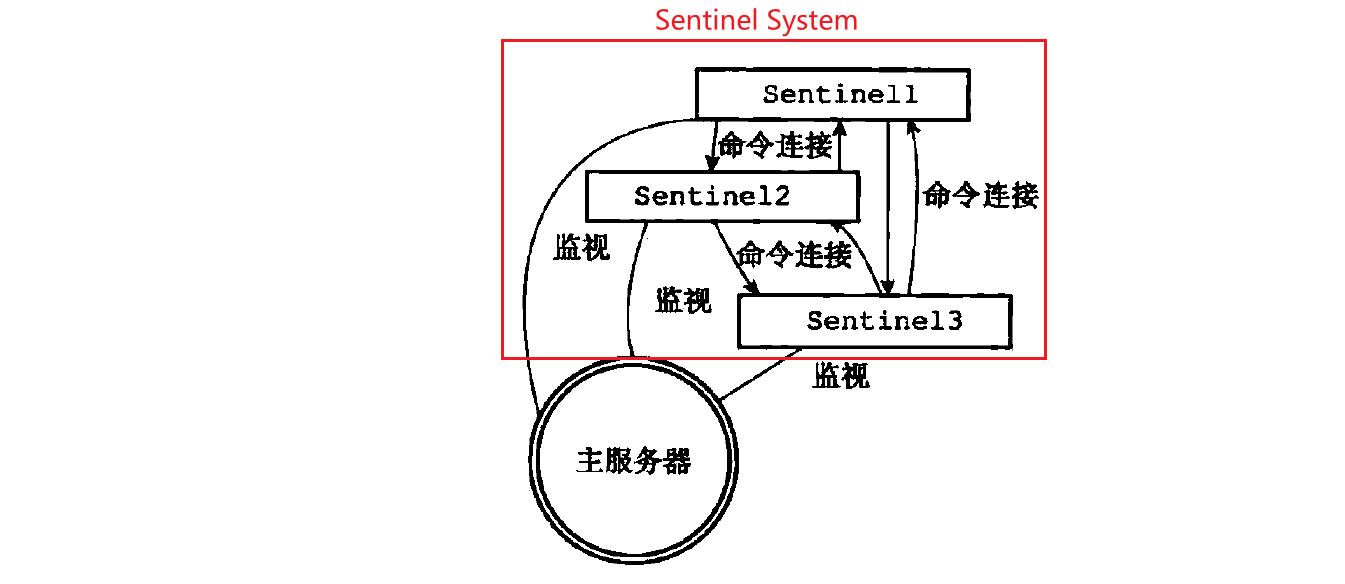 Sentinel System
Sentinel1
命令连接
Sentinel2
命令连接
监视
命令连接
监视
Sentinel3
监视
主服务器